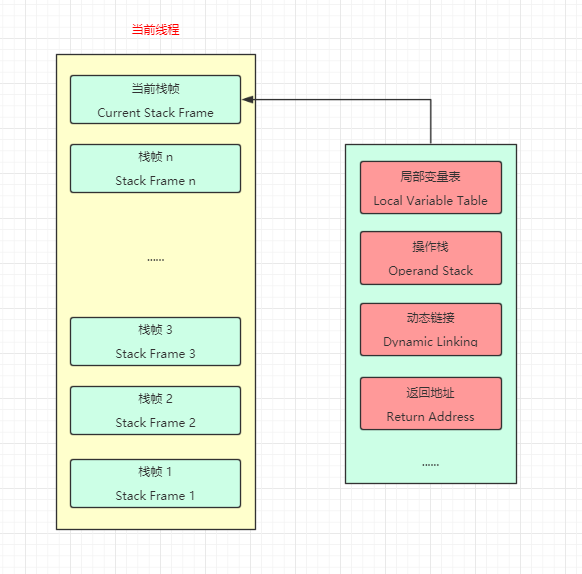 当前线程
当前栈帧
Current Stack Frame
栈帧 n
Stack Frame n
......
栈帧 3
Stack Frame 3
栈帧 2
Stack Frame 2
栈帧 1
Stack Frame 1
局部变量表
Local Variable Table
操作栈
Operand Stack
动态链接
Dynamic Linking
返回地址
Return Address
......